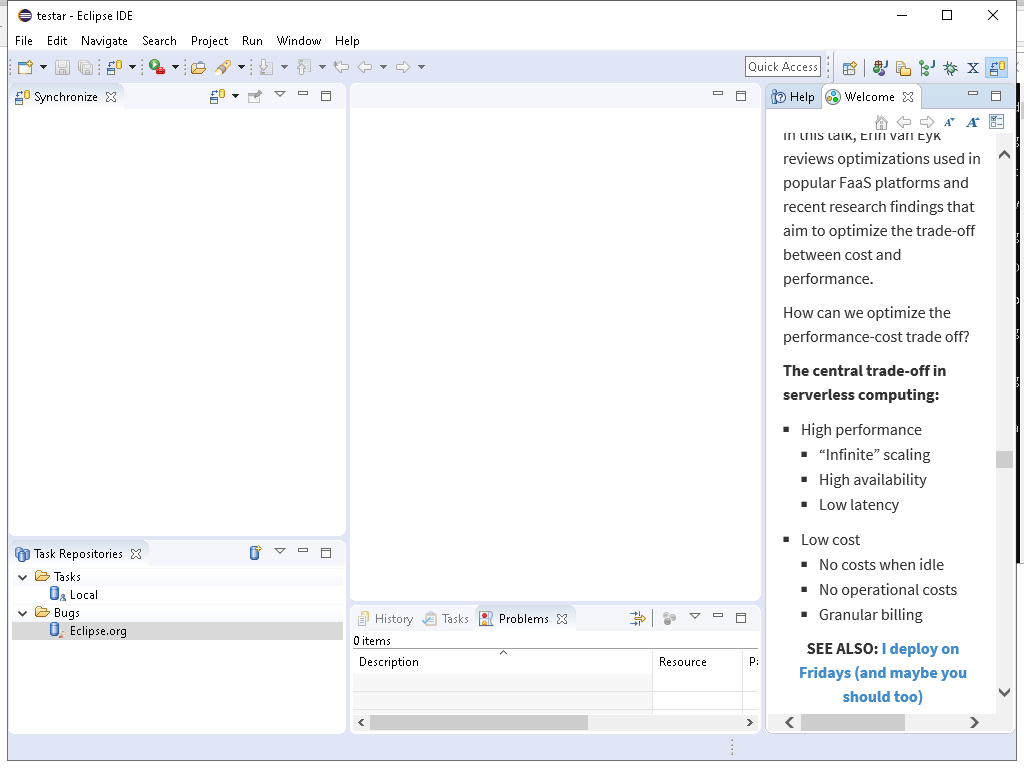 testar - Eclipse IDE
File Edit Navigate Search Project Run Window Help
Quick Access
Synchronize
Help Welcome
In this talk, Erin van Eyk
reviews optimizations used in
popular FaaS platforms and
recent research findings that
aim to optimize the trade-off
between cost and
performance.
How can we optimize the
performance-cost trade off?
The central trade-off in
serverless computing:
High performance
“Infinite” scaling
High availability
Low latency
Low cost
No costs when idle
No operational costs
Granular billing
SEE ALSO: I deploy on
Fridays (and maybe you
should too)
Task Repositories
Tasks
Local
Bugs
Eclipse.org
History Tasks Problems
0 items
Description Resource